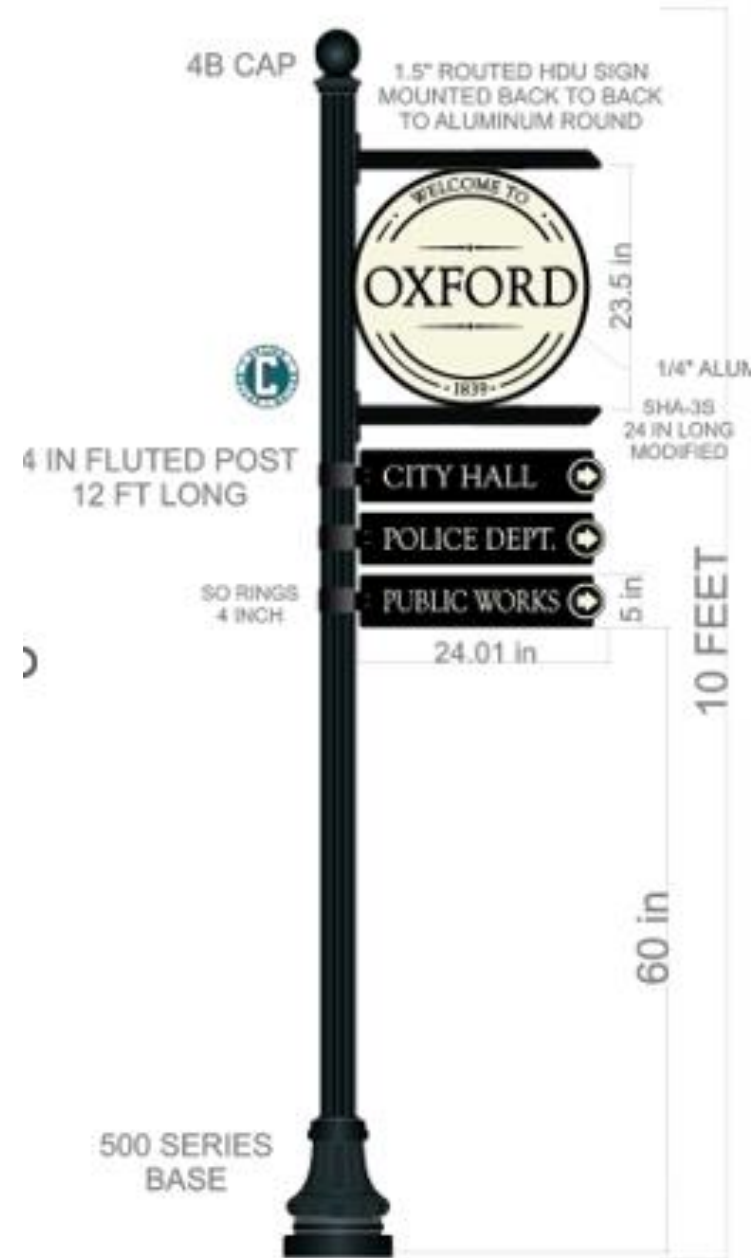 4B CAP
1.5" ROUTED HDU SIGN
MOUNTED BACK TO BACK
TO ALUMINUM ROUND
WELCOME TO
OXFORD
1839
23.5 in
1/4" ALUM
C
SHA-3S
24 IN LONG
MODIFIED
4 IN FLUTED POST
12 FT LONG
CITY HALL
POLICE DEPT.
PUBLIC WORKS
SO RINGS
4 INCH
5 in
24.01 in
10 FEET
60 in
500 SERIES
BASE